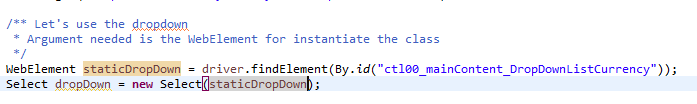 /** Let's use the dropdown
* Argument needed is the WebElement for instantiate the class
*/
WebElement staticDropDown = driver.findElement(By.id("ctl00_mainContent_DropDownListCurrency"));
Select dropDown = new Select(staticDropDown);